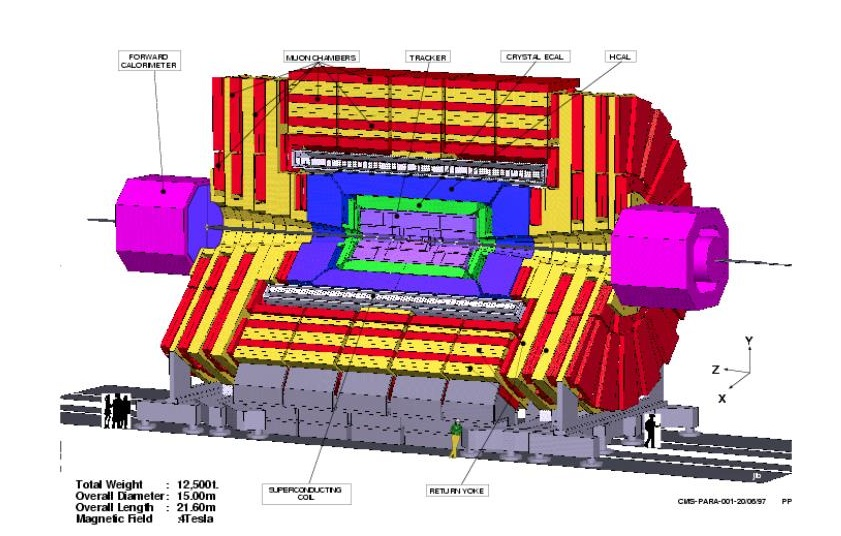 FORWARD
CALORIMETER
MUON CHAMBERS
TRACKER
CRYSTAL ECAL
HCAL
Y
Z
X
Total Weight : 12,500t.
Overall Diameter : 15.00m
Overall Length : 21.60m
Magnetic Field :4Tesla
SUPERCONDUCTING
COIL
RETURN YOKE
CMS-PARA-001-20/06/97 PP